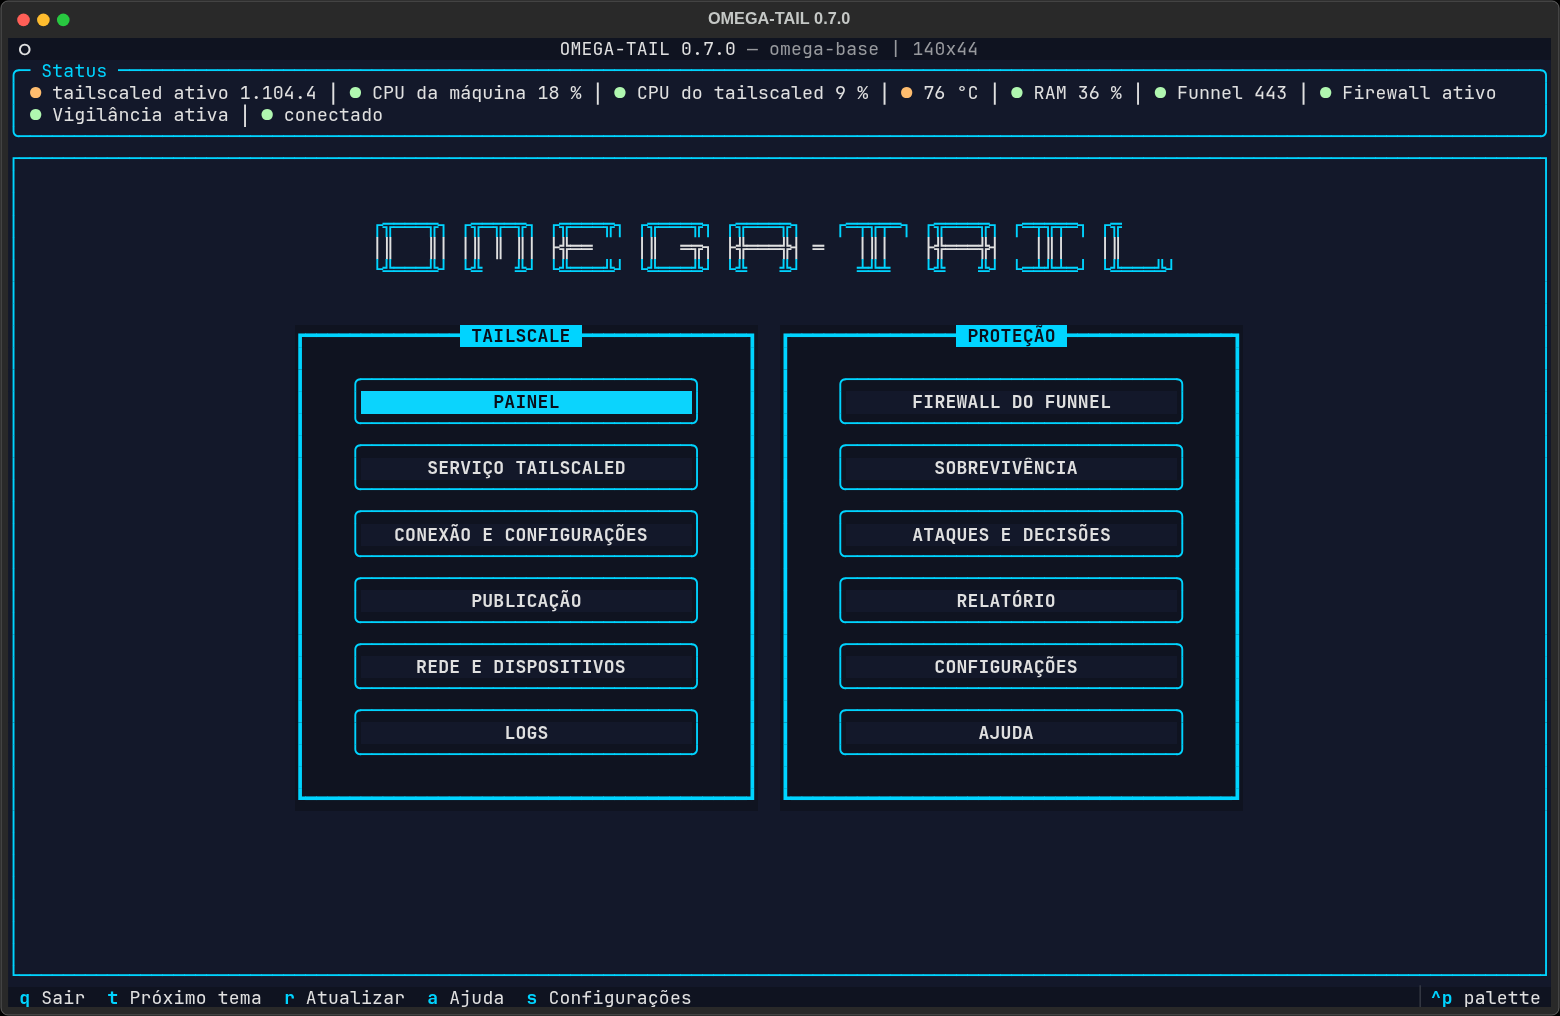 OMEGA-TAIL 0.7.0
OMEGA-TAIL 0.7.0 — omega-base | 140x44
Status
tailscaled ativo 1.104.4 │ ● CPU da máquina 18 % │ ● CPU do tailscaled 9 % │ ● 76 °C │ ● RAM 36 % │ ● Funnel 443 │ ● Firewall ativo
Vigilância ativa │ ● conectado
OMEGA-TAIL
TAILSCALE
PAINEL
SERVIÇO TAILSCALED
CONEXÃO E CONFIGURAÇÕES
PUBLICAÇÃO
REDE E DISPOSITIVOS
LOGS
PROTEÇÃO
FIREWALL DO FUNNEL
SOBREVIVÊNCIA
ATAQUES E DECISÕES
RELATÓRIO
CONFIGURAÇÕES
AJUDA
q Sair t Próximo tema r Atualizar a Ajuda s Configurações ^p palette